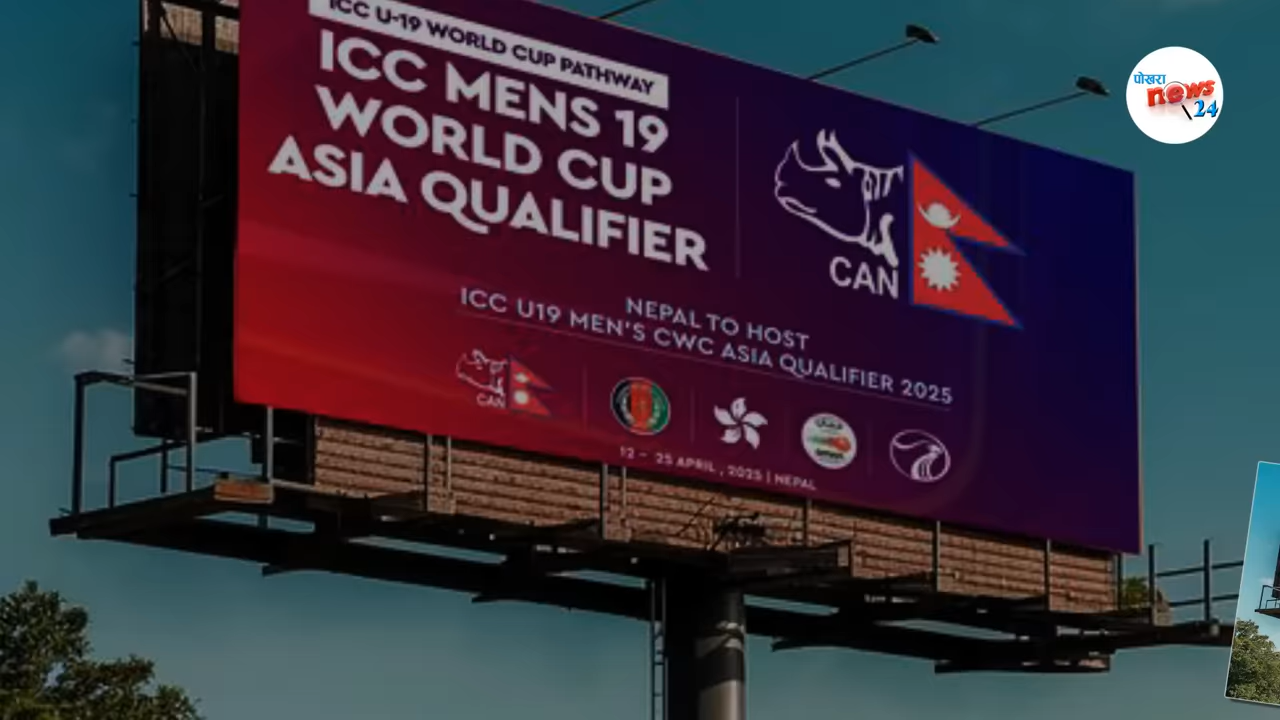 ICC U-19 WORLD CUP PATHWAY
ICC MENS 19
WORLD CUP
ASIA QUALIFIER
CAN
NEPAL TO HOST
ICC U19 MEN'S CWC ASIA QUALIFIER 2025
CAN
12 - 25 APRIL , 2025 | NEPAL
पोखरा
news
24